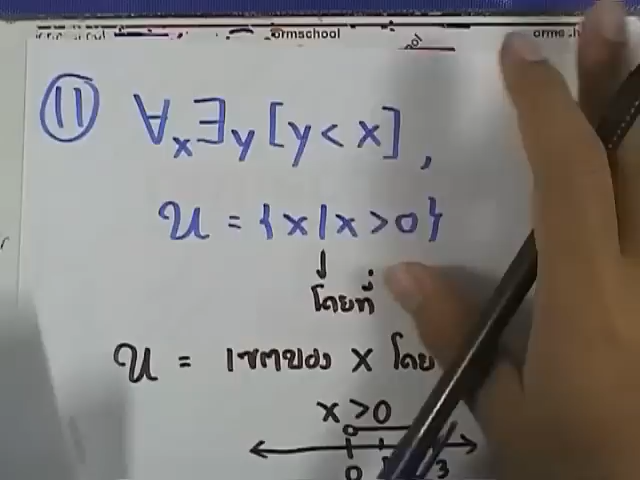 ormschool
⑪ ∀x∃y[y < x],
𝒰 = {x|x > 0}
↓
โดยที่
𝒰 = เซตของ x โดย
x > 0
0 3